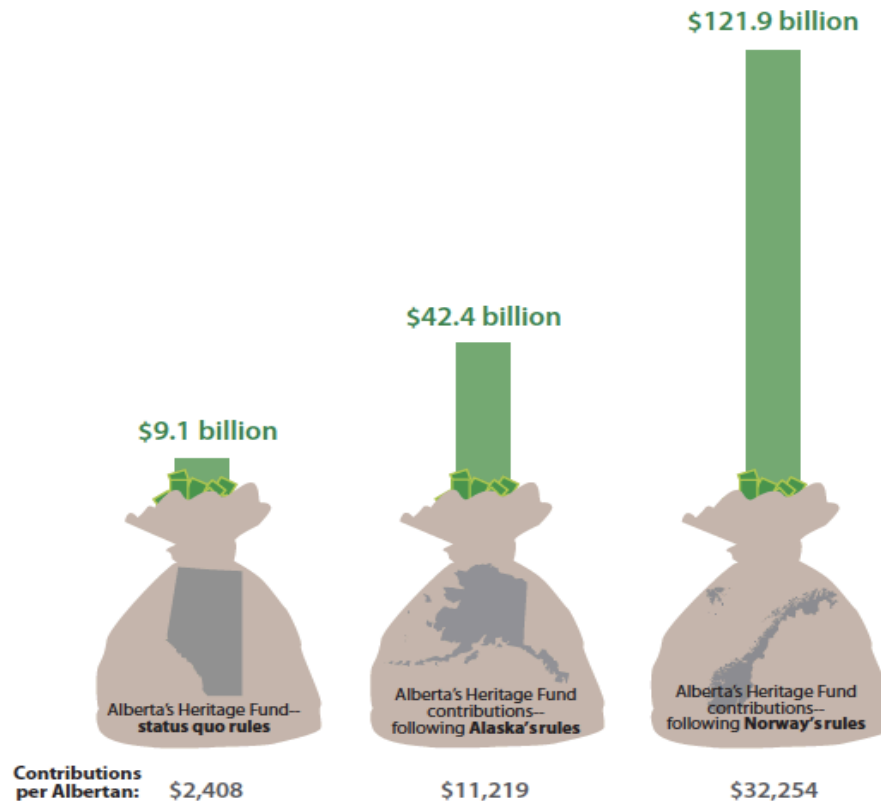 $121.9 billion
$42.4 billion
$9.1 billion
Alberta's Heritage Fund--
status quo rules
Alberta's Heritage Fund
contributions--
following Alaska's rules
Alberta's Heritage Fund
contributions--
following Norway's rules
Contributions
per Albertan: $2,408 $11,219 $32,254